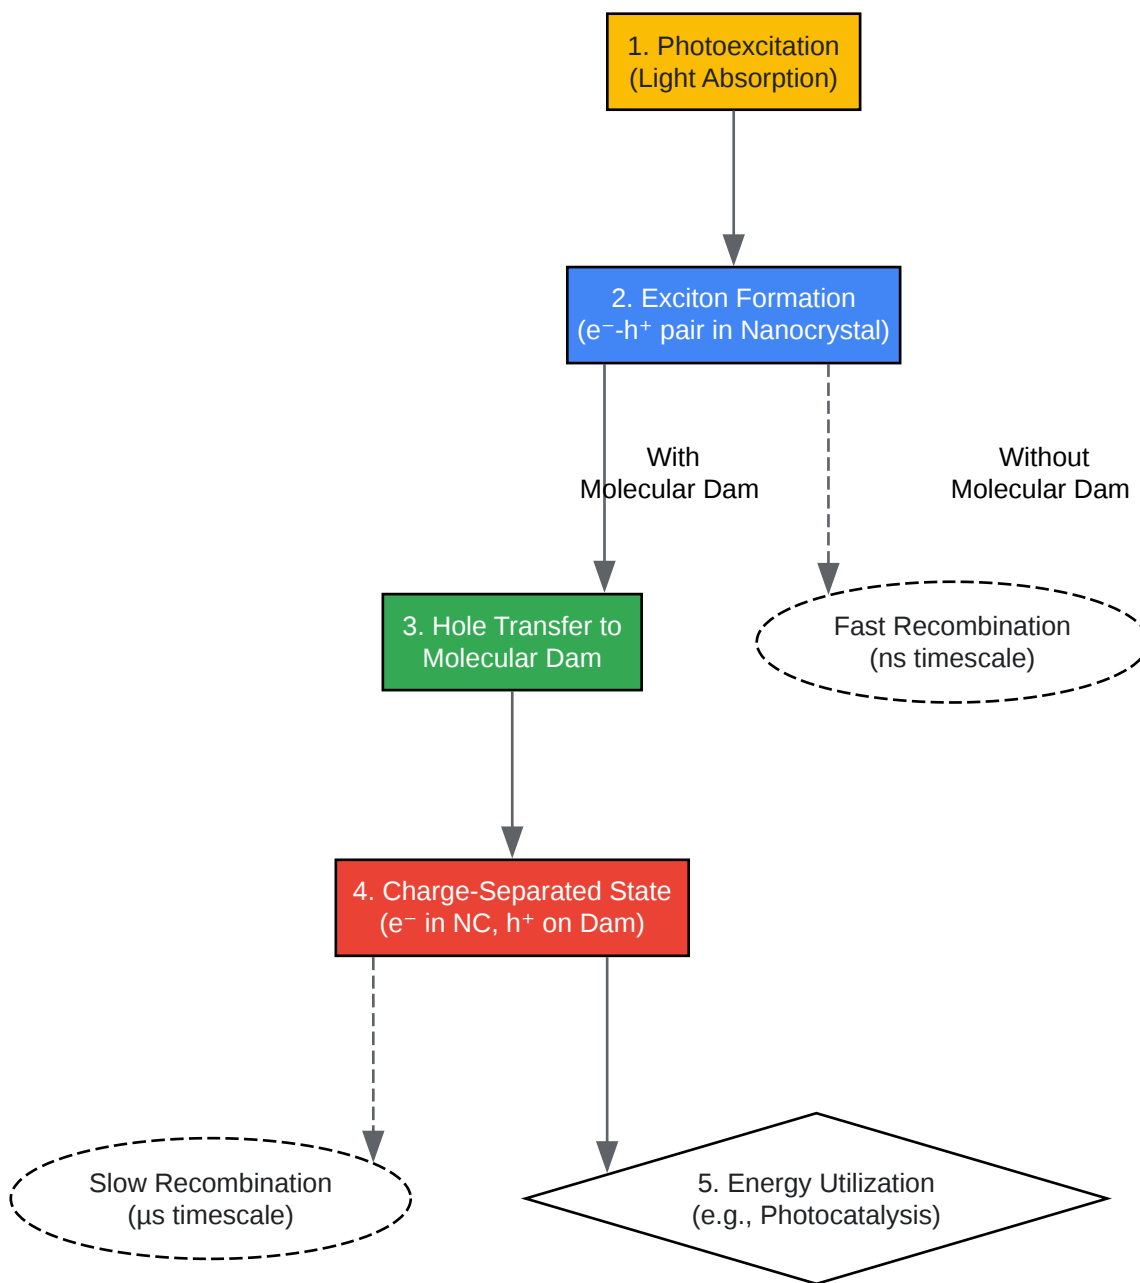 1. Photoexcitation
(Light Absorption)
2. Exciton Formation
(e⁻-h⁺ pair in Nanocrystal)
With
Molecular Dam
Without
Molecular Dam
3. Hole Transfer to
Molecular Dam
Fast Recombination
(ns timescale)
4. Charge-Separated State
(e⁻ in NC, h⁺ on Dam)
Slow Recombination
(µs timescale)
5. Energy Utilization
(e.g., Photocatalysis)